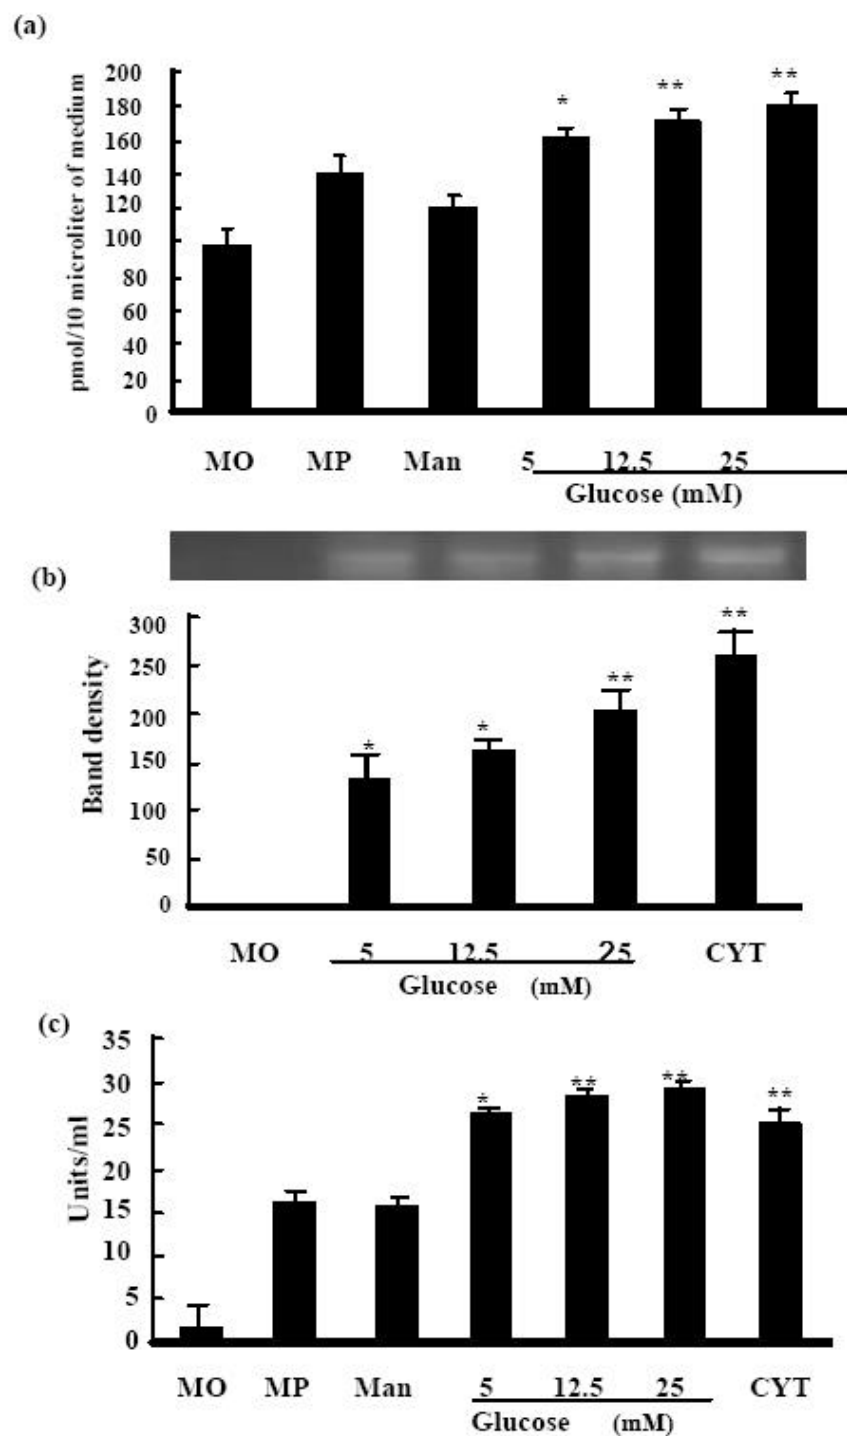 (a)
pmol/10 microliter of medium
200
**
**
180
*
160
140
120
100
80
60
40
20
0
MO MP Man 5 12.5 25
Glucose (mM)
(b)
Band density
300
**
250
**
200
*
*
150
100
50
0
MO 5 12.5 25 CYT
Glucose (mM)
(c)
Units/ml
35
30
* ** ** **
25
20
15
10
5
0
MO MP Man 5 12.5 25 CYT
Glucose (mM)